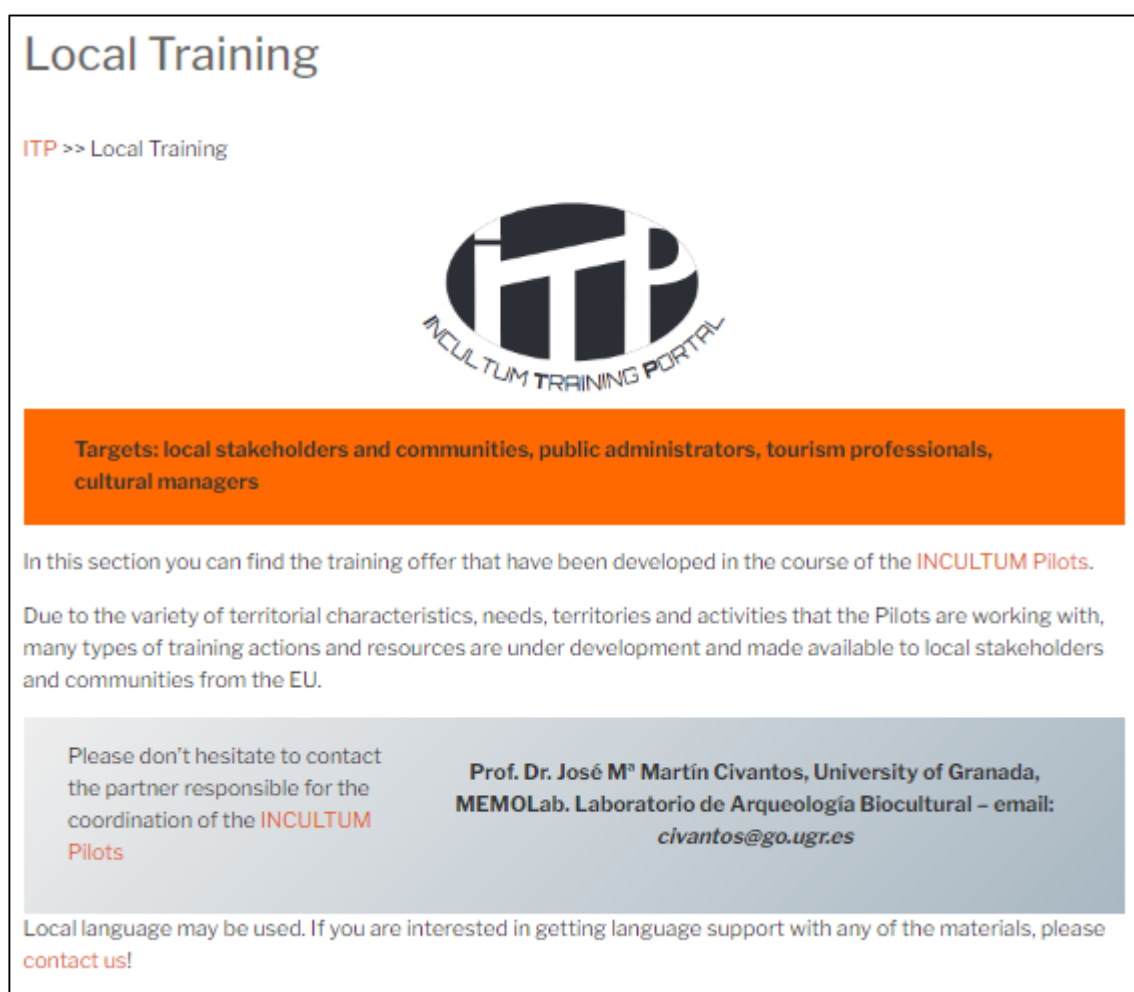 Local Training
ITP >> Local Training
iTP
INCULTUM TRAINING PORTAL
Targets: local stakeholders and communities, public administrators, tourism professionals,
cultural managers
In this section you can find the training offer that have been developed in the course of the INCULTUM Pilots.
Due to the variety of territorial characteristics, needs, territories and activities that the Pilots are working with,
many types of training actions and resources are under development and made available to local stakeholders
and communities from the EU.
Please don't hesitate to contact
the partner responsible for the
coordination of the INCULTUM
Pilots
Prof. Dr. José Mª Martín Civantos, University of Granada,
MEMOLab. Laboratorio de Arqueología Biocultural – email:
civantos@go.ugr.es
Local language may be used. If you are interested in getting language support with any of the materials, please
contact us!